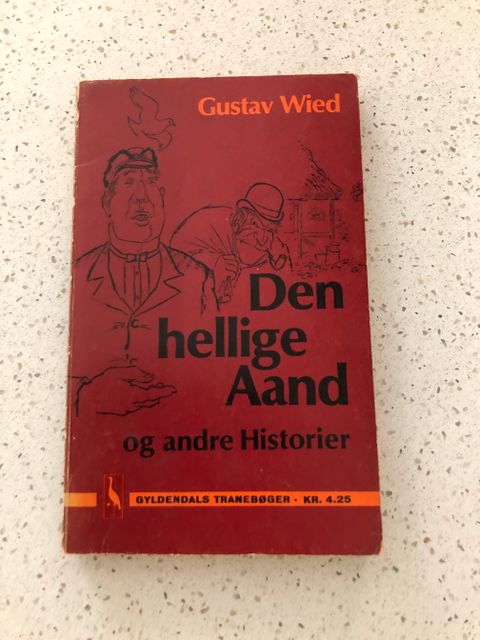 Gustav Wied
Den
hellige
Aand
og andre Historier
GYLDENDALS TRANEBØGER · KR. 4.25